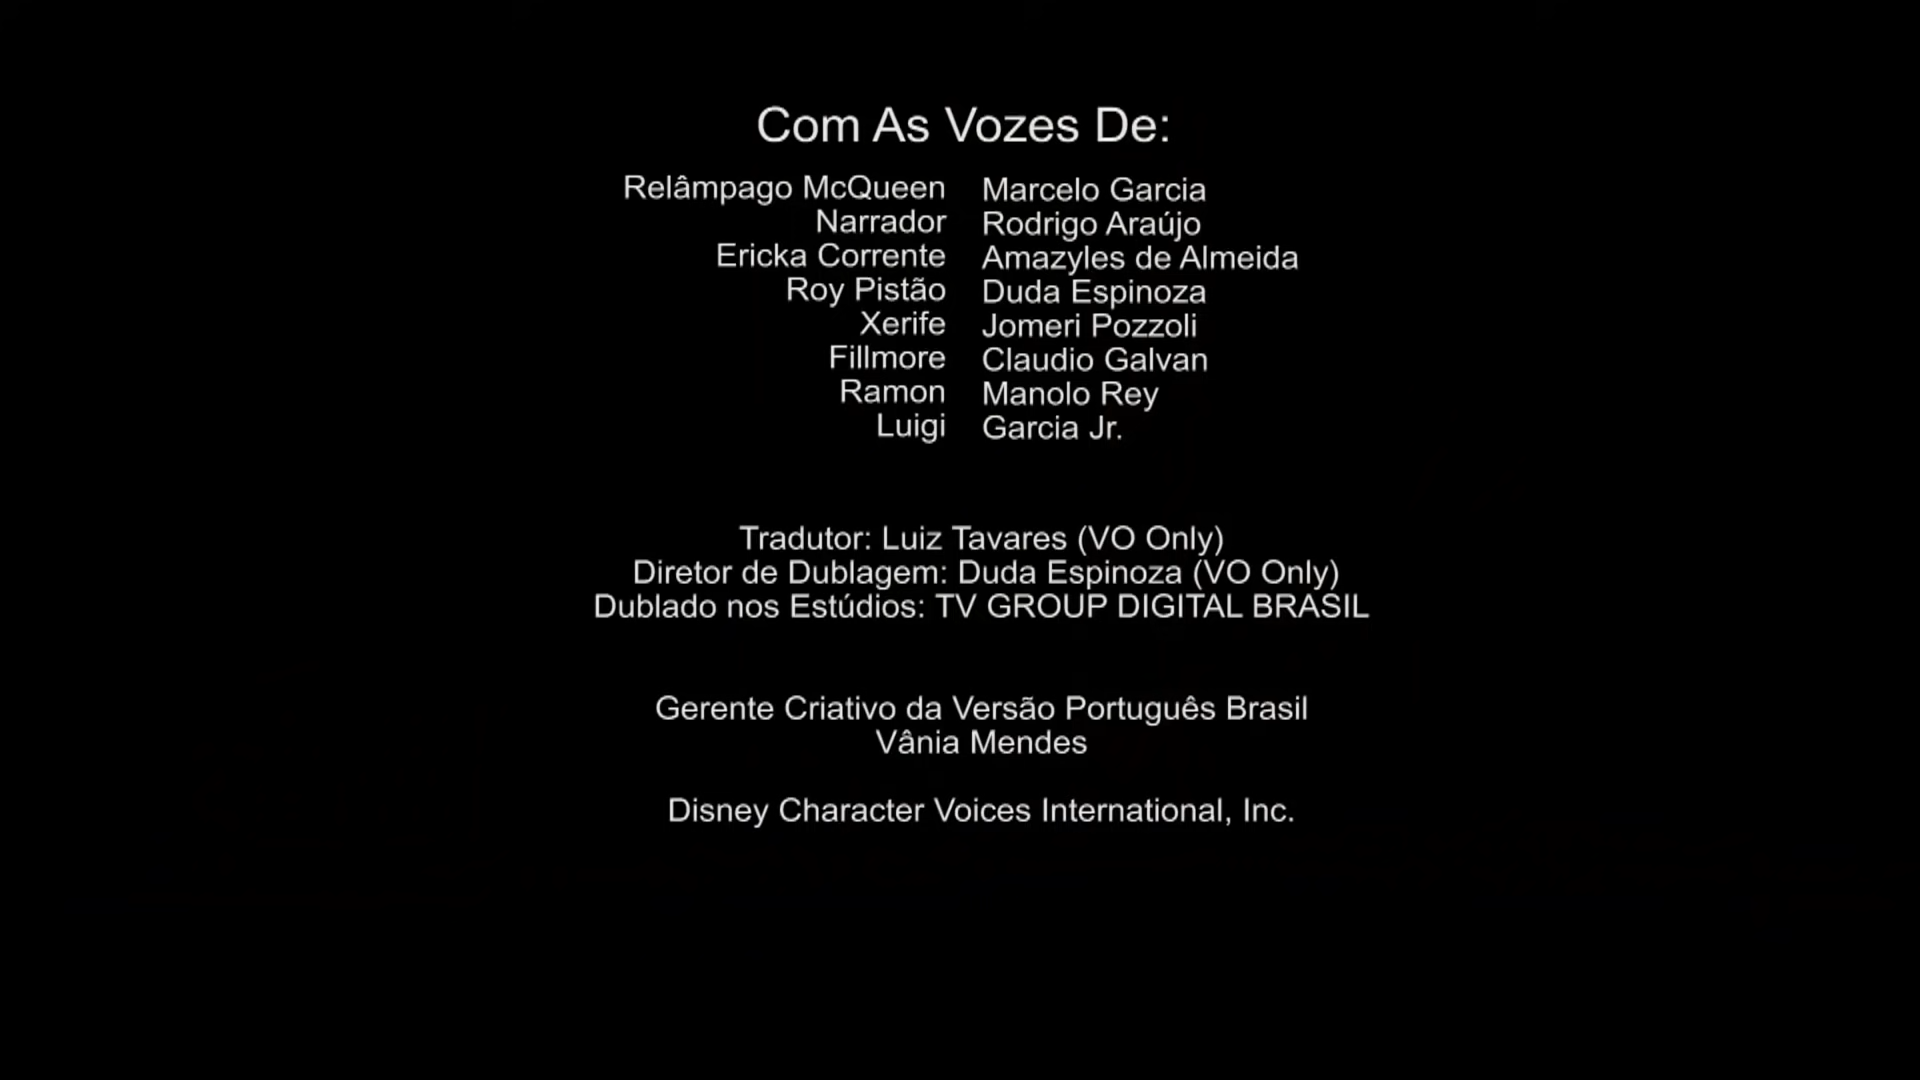 Com As Vozes De:
Relâmpago McQueen Marcelo Garcia
Narrador Rodrigo Araújo
Ericka Corrente Amazyles de Almeida
Roy Pistão Duda Espinoza
Xerife Jomeri Pozzoli
Fillmore Claudio Galvan
Ramon Manolo Rey
Luigi Garcia Jr.
Tradutor: Luiz Tavares (VO Only)
Diretor de Dublagem: Duda Espinoza (VO Only)
Dublado nos Estúdios: TV GROUP DIGITAL BRASIL
Gerente Criativo da Versão Português Brasil
Vânia Mendes
Disney Character Voices International, Inc.